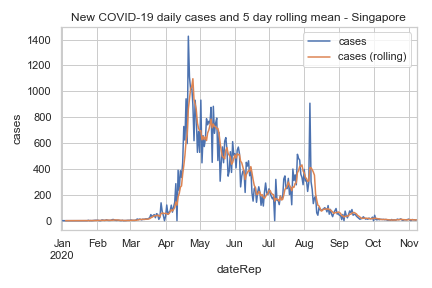 New COVID-19 daily cases and 5 day rolling mean - Singapore
cases
cases (rolling)
1400
1200
1000
800
600
400
200
0
cases
Jan Feb Mar Apr May Jun Jul Aug Sep Oct Nov
2020
dateRep